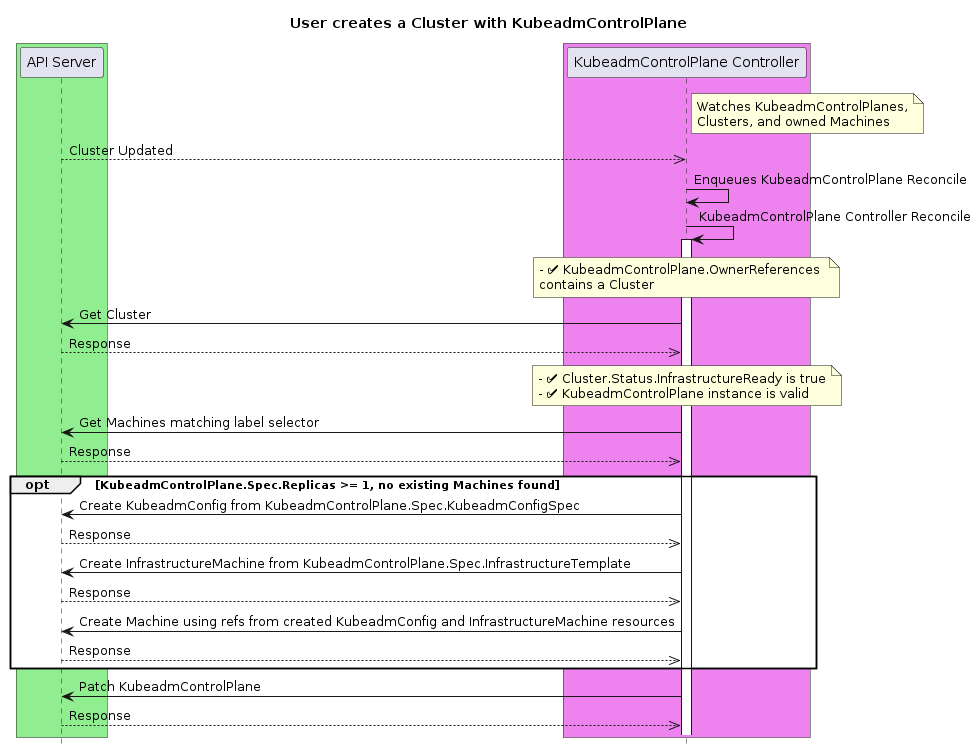 User creates a Cluster with KubeadmControlPlane
API Server
KubeadmControlPlane Controller
Watches KubeadmControlPlanes,
Clusters, and owned Machines
Cluster Updated
Enqueues KubeadmControlPlane Reconcile
KubeadmControlPlane Controller Reconcile
- ✔ KubeadmControlPlane.OwnerReferences
contains a Cluster
Get Cluster
Response
- ✔ Cluster.Status.InfrastructureReady is true
- ✔ KubeadmControlPlane instance is valid
Get Machines matching label selector
Response
opt [KubeadmControlPlane.Spec.Replicas >= 1, no existing Machines found]
Create KubeadmConfig from KubeadmControlPlane.Spec.KubeadmConfigSpec
Response
Create InfrastructureMachine from KubeadmControlPlane.Spec.InfrastructureTemplate
Response
Create Machine using refs from created KubeadmConfig and InfrastructureMachine resources
Response
Patch KubeadmControlPlane
Response